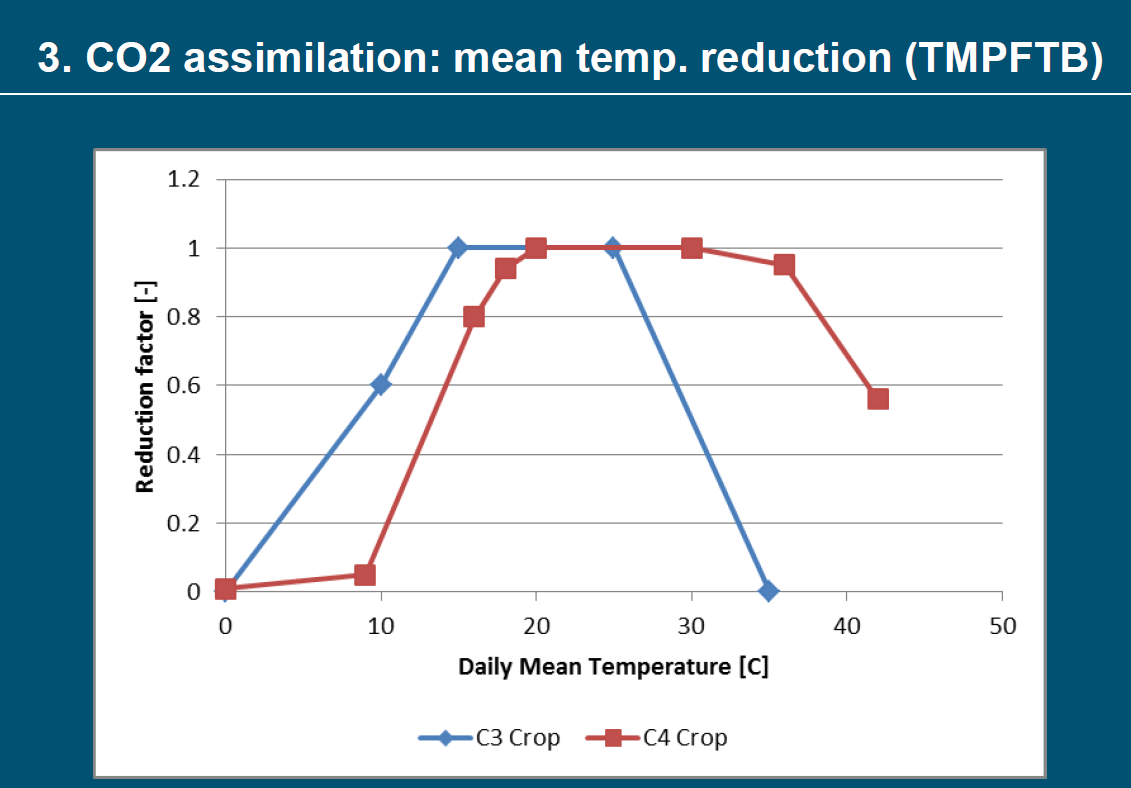 3. CO2 assimilation: mean temp. reduction (TMPFTB)
1.2
1
0.8
0.6
0.4
0.2
0
Reduction factor [-]
0 10 20 30 40 50
Daily Mean Temperature [C]
C3 Crop C4 Crop